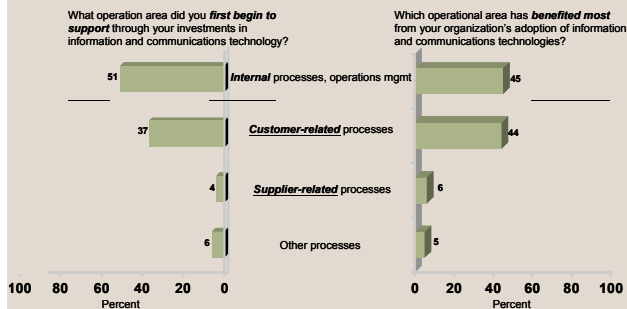 What operation area did you first begin to
support through your investments in
information and communications technology?
Which operational area has benefited most
from your organization's adoption of information
and communications technologies?
51
Internal processes, operations mgmt
45
37
Customer-related processes
44
4
Supplier-related processes
6
6
Other processes
5
100 80 60 40 20 0
0 20 40 60 80 100
Percent
Percent